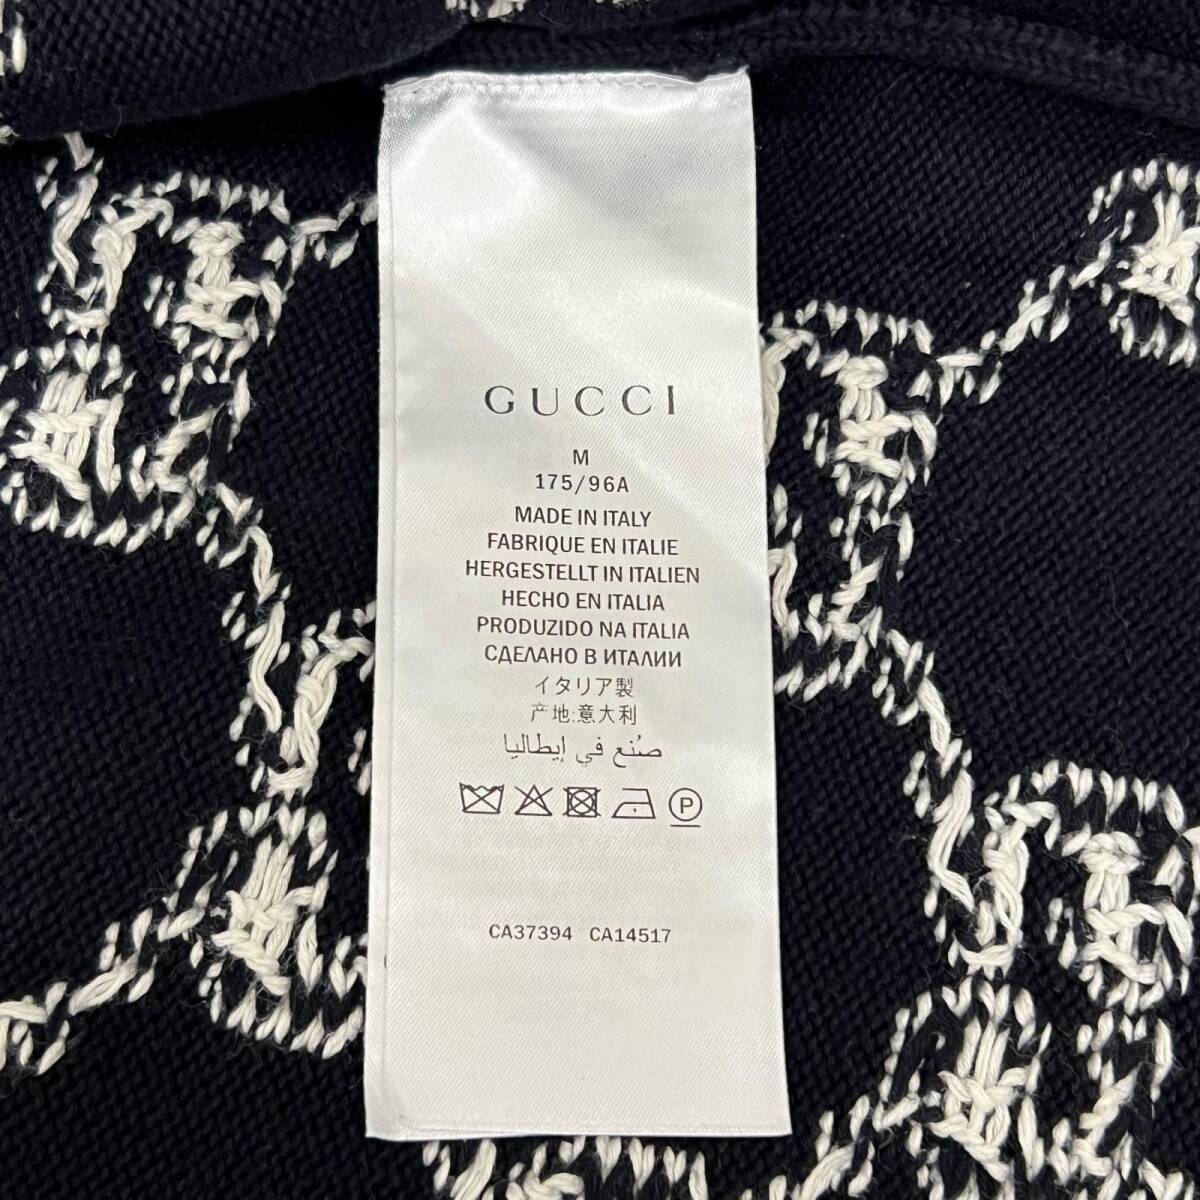 GUCCI
M
175/96A
MADE IN ITALY
FABRIQUE EN ITALIE
HERGESTELLT IN ITALIEN
HECHO EN ITALIA
PRODUZIDO NA ITALIA
СДЕЛАНО В ИТАЛИИ
イタリア製
产地:意大利
صُنع في إيطاليا
P
CA37394 CA14517